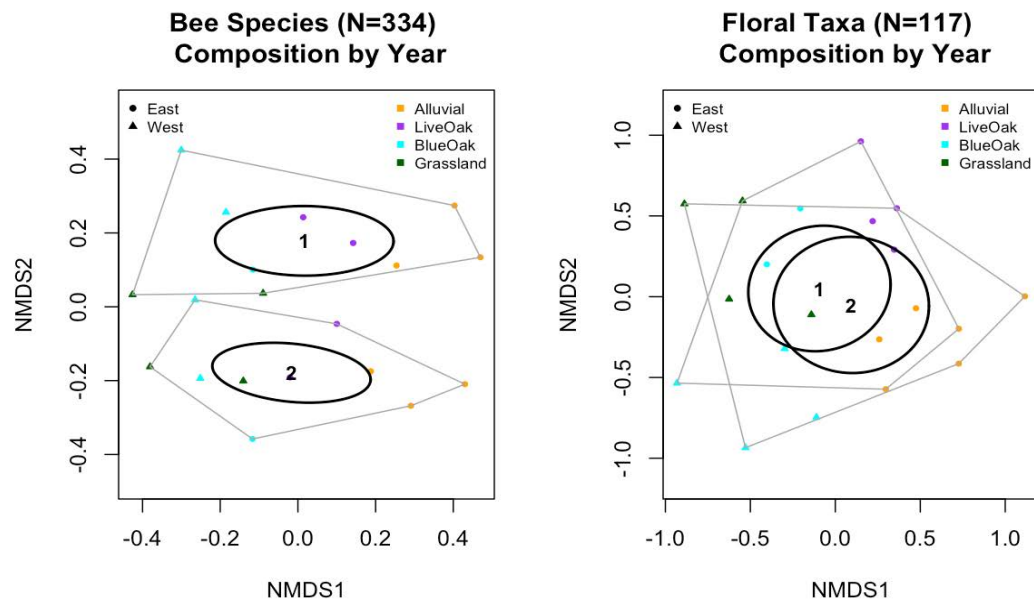 Bee Species (N=334)
Composition by Year
East
West
Alluvial
LiveOak
BlueOak
Grassland
1
2
0.4
0.2
0.0
-0.2
-0.4
NMDS2
-0.4 -0.2 0.0 0.2 0.4
NMDS1
Floral Taxa (N=117)
Composition by Year
East
West
Alluvial
LiveOak
BlueOak
Grassland
1
2
1.0
0.5
0.0
-0.5
-1.0
NMDS2
-1.0 -0.5 0.0 0.5 1.0
NMDS1